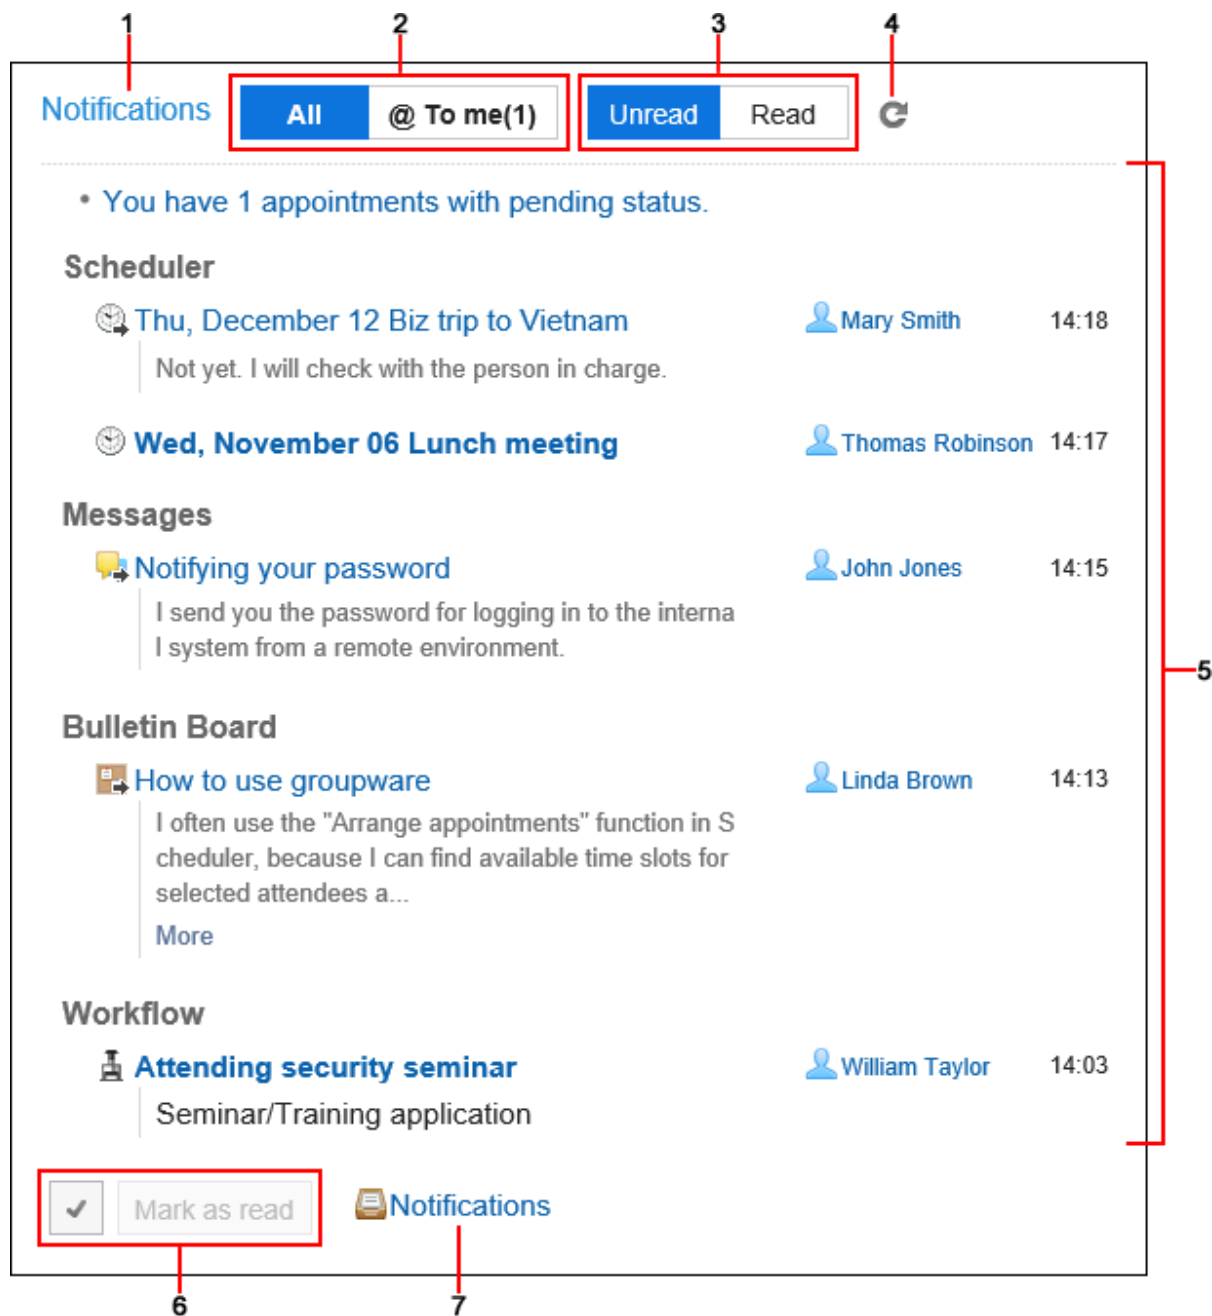 1 2 3 4
Notifications All @ To me(1) Unread Read
• You have 1 appointments with pending status.
Scheduler
Thu, December 12 Biz trip to Vietnam Mary Smith 14:18
Not yet. I will check with the person in charge.
Wed, November 06 Lunch meeting Thomas Robinson 14:17
Messages
Notifying your password John Jones 14:15
I send you the password for logging in to the interna
l system from a remote environment.
5
Bulletin Board
How to use groupware Linda Brown 14:13
I often use the "Arrange appointments" function in S
cheduler, because I can find available time slots for
selected attendees a...
More
Workflow
Attending security seminar William Taylor 14:03
Seminar/Training application
Mark as read Notifications
6 7